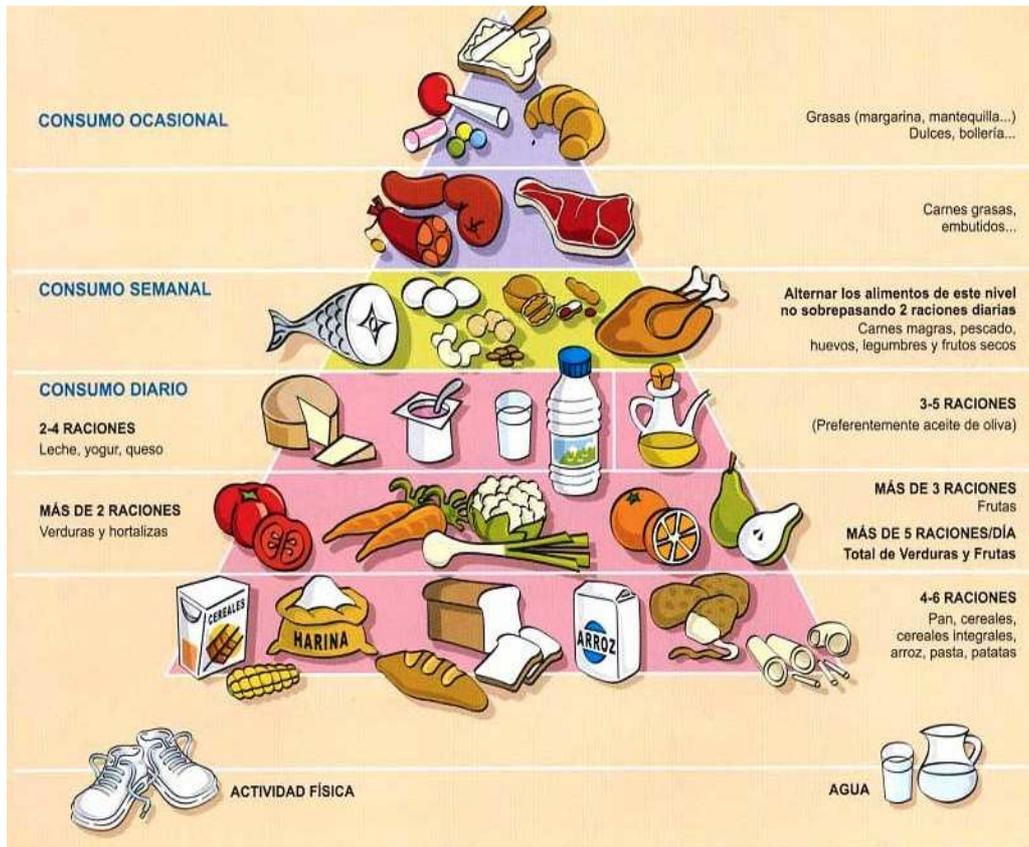 CONSUMO OCASIONAL
Grasas (margarina, mantequilla...)
Dulces, bollería...
Carnes grasas,
embutidos...
CONSUMO SEMANAL
Alternar los alimentos de este nivel
no sobrepasando 2 raciones diarias
Carnes magras, pescado,
huevos, legumbres y frutos secos
CONSUMO DIARIO
2-4 RACIONES
Leche, yogur, queso
3-5 RACIONES
(Preferentemente aceite de oliva)
MÁS DE 2 RACIONES
Verduras y hortalizas
MÁS DE 3 RACIONES
Frutas
MÁS DE 5 RACIONES/DÍA
Total de Verduras y Frutas
CEREALES
HARINA
ARROZ
4-6 RACIONES
Pan, cereales,
cereales integrales,
arroz, pasta, patatas
ACTIVIDAD FÍSICA
AGUA